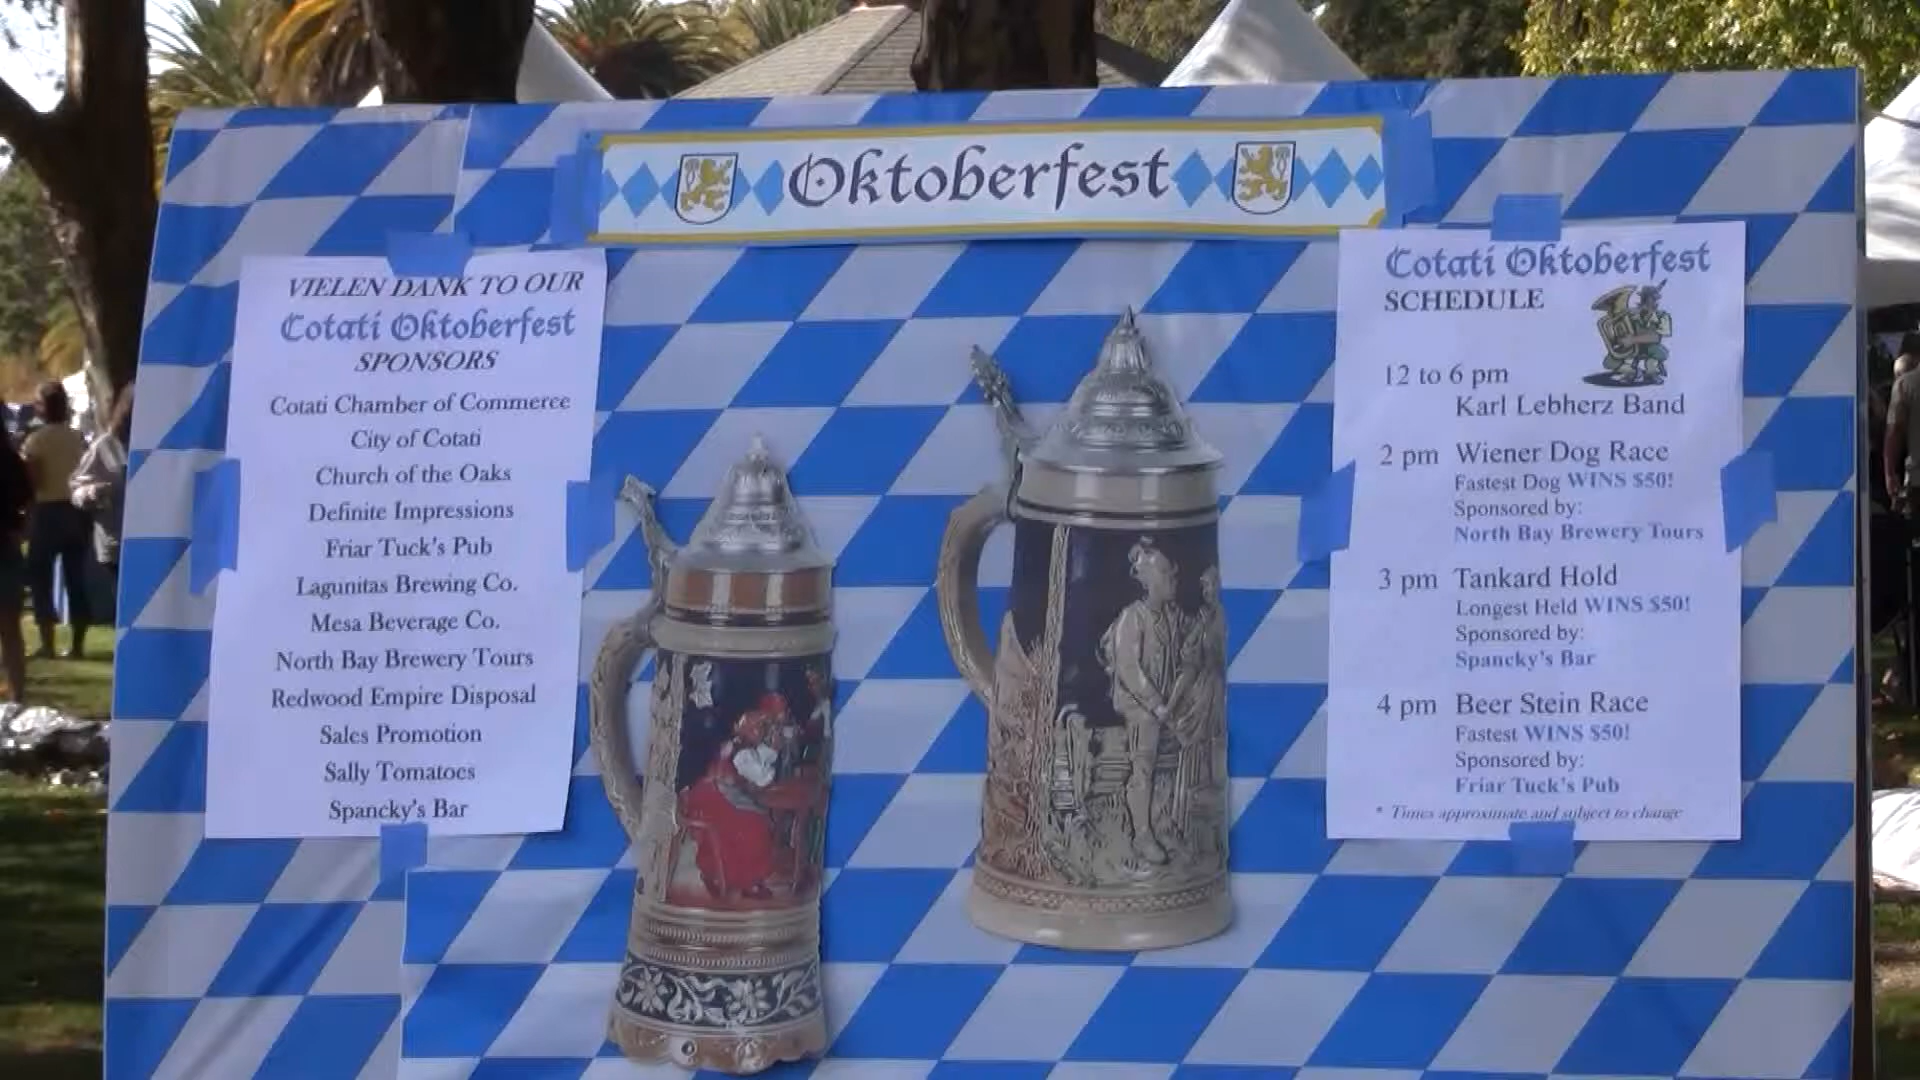 Oktoberfest
VIELEN DANK TO OUR
Cotati Oktoberfest
SPONSORS
Cotati Chamber of Commerce
City of Cotati
Church of the Oaks
Definite Impressions
Friar Tuck's Pub
Lagunitas Brewing Co.
Mesa Beverage Co.
North Bay Brewery Tours
Redwood Empire Disposal
Sales Promotion
Sally Tomatoes
Spancky's Bar
Cotati Oktoberfest
SCHEDULE
12 to 6 pm
Karl Lebherz Band
2 pm Wiener Dog Race
Fastest Dog WINS $50!
Sponsored by:
North Bay Brewery Tours
3 pm Tankard Hold
Longest Held WINS $50!
Sponsored by:
Spancky's Bar
4 pm Beer Stein Race
Fastest WINS $50!
Sponsored by:
Friar Tuck's Pub
* Times approximate and subject to change